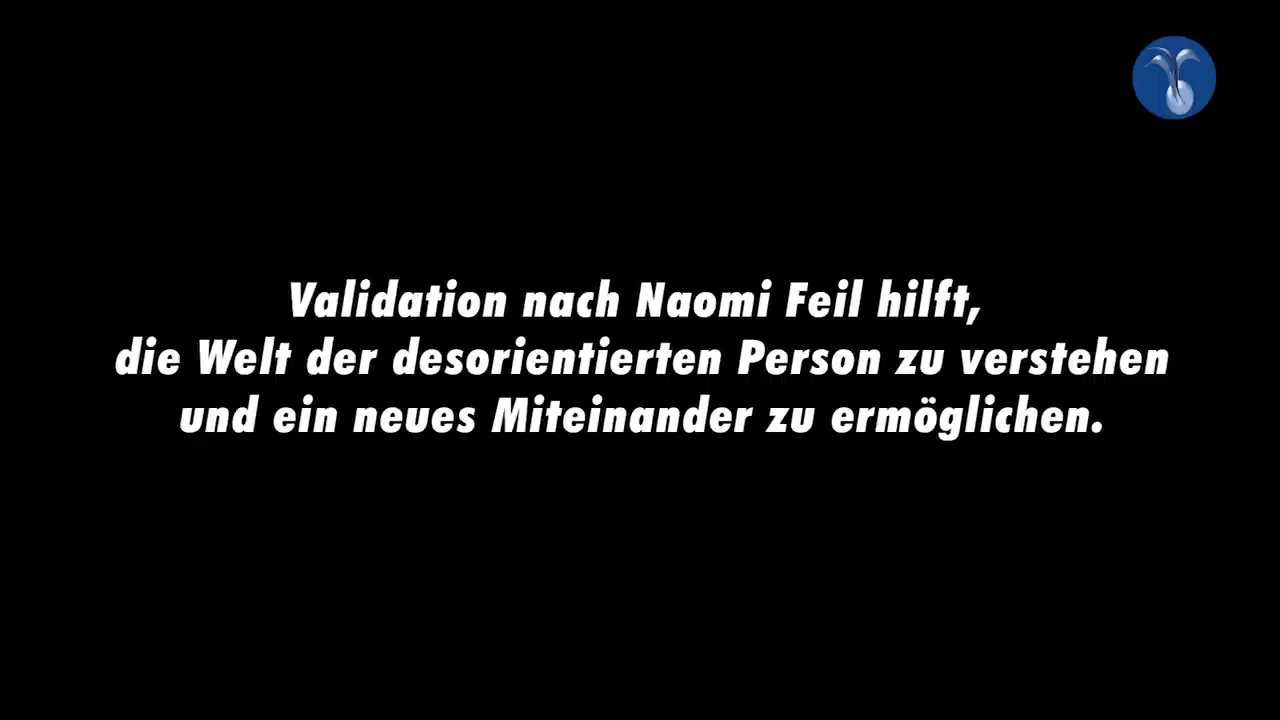 Validation nach Naomi Feil hilft,
die Welt der desorientierten Person zu verstehen
und ein neues Miteinander zu ermöglichen.